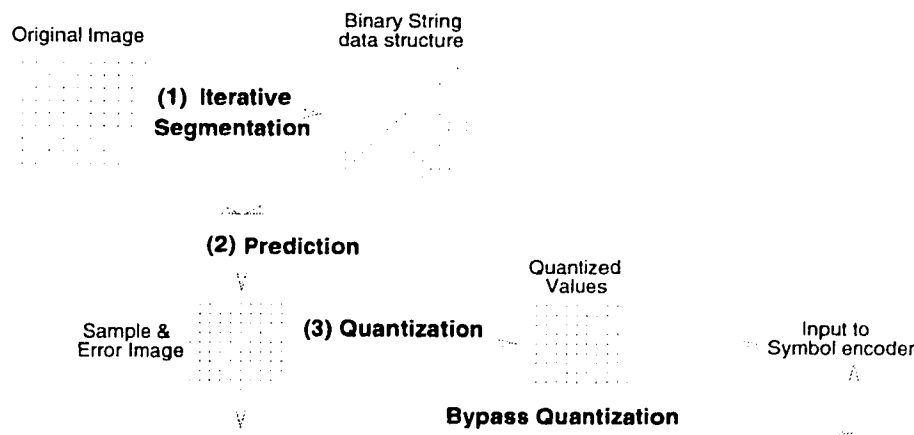 Original Image
Binary String
data structure
(1) Iterative
Segmentation
(2) Prediction
Quantized
Values
Sample &
Error Image
(3) Quantization
Input to
Symbol encoder
Bypass Quantization